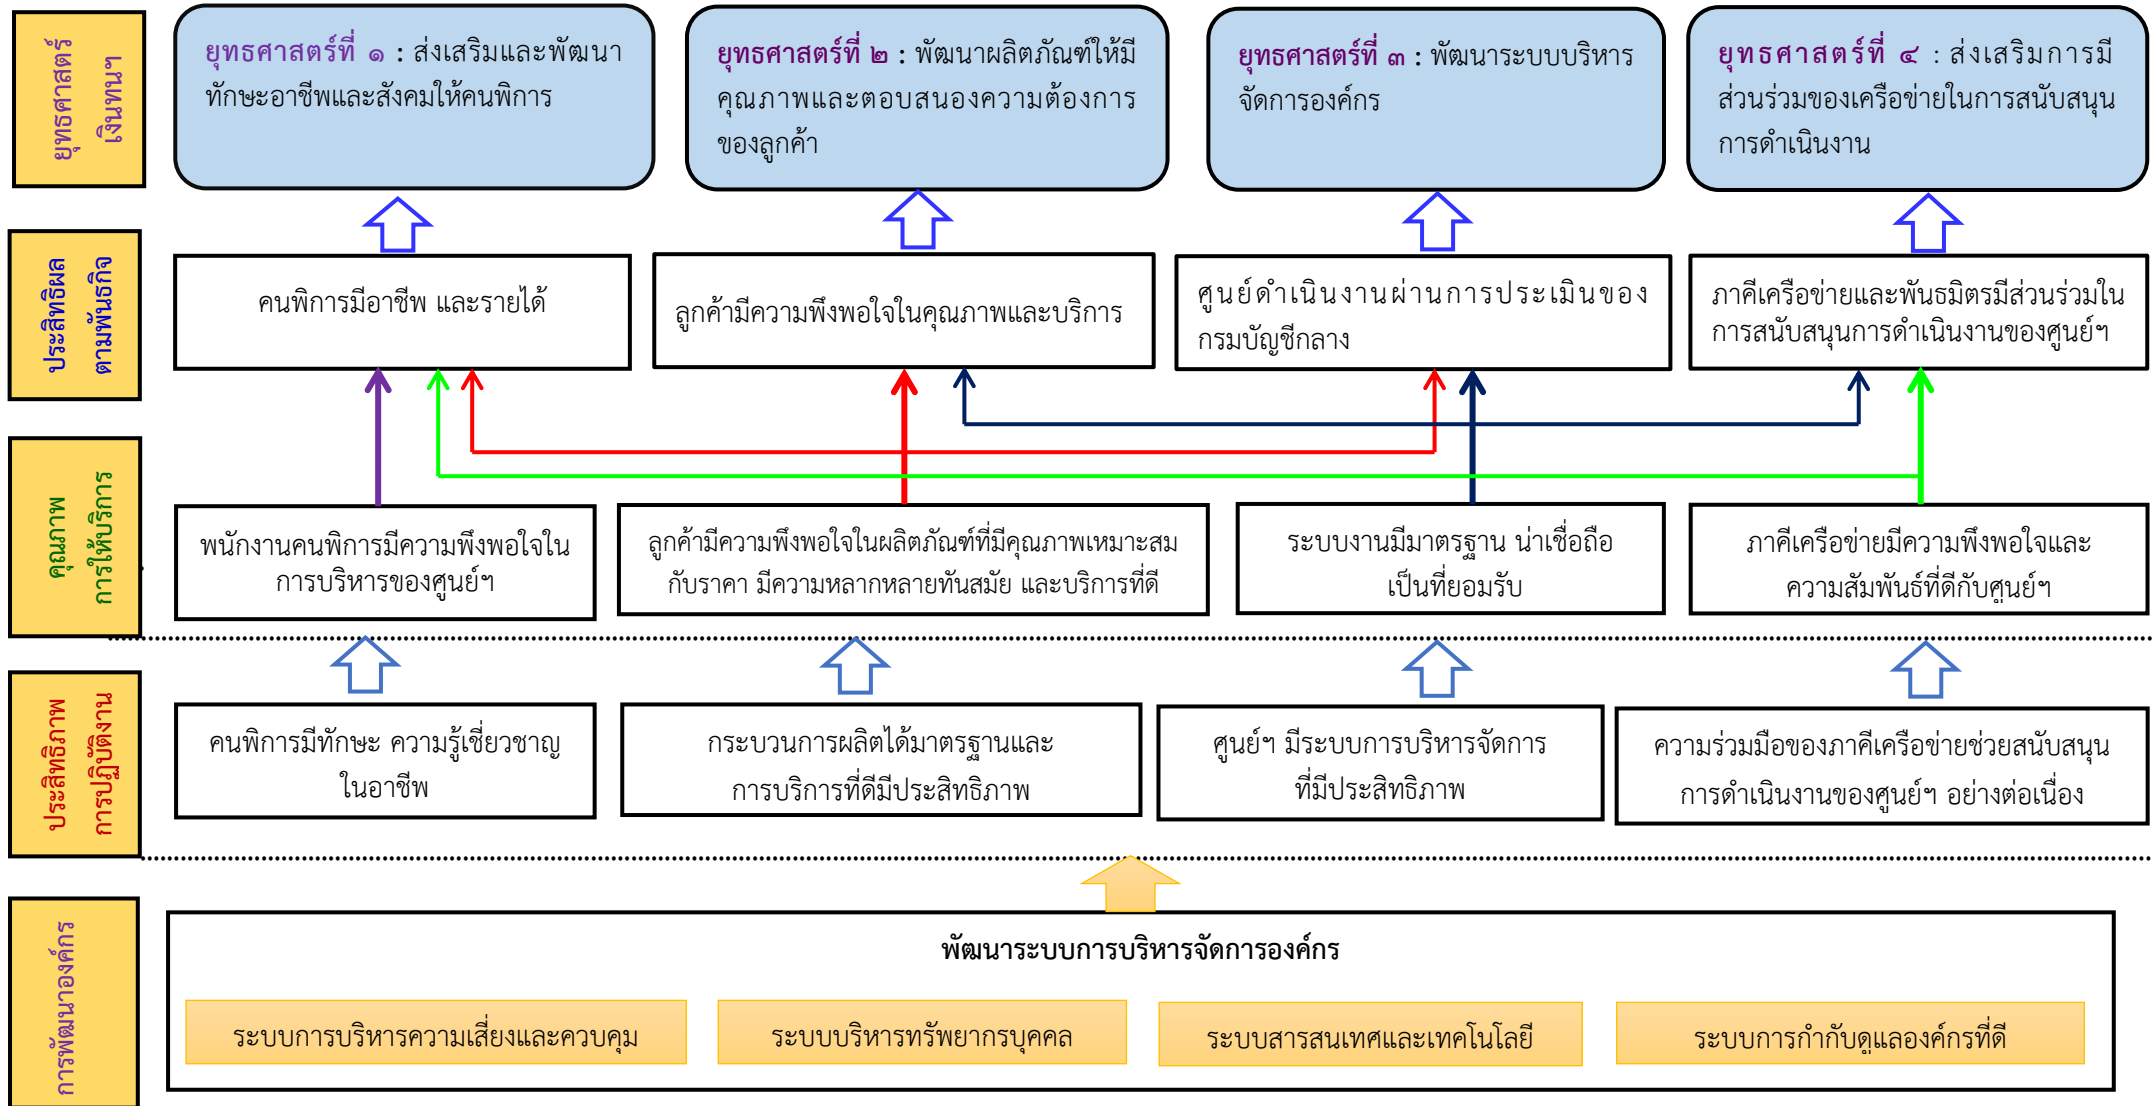 ยุทธศาสตร์
เงินทุนฯ
ยุทธศาสตร์ที่ ๑ : ส่งเสริมและพัฒนา
ทักษะอาชีพและสังคมให้คนพิการ
ยุทธศาสตร์ที่ ๒ : พัฒนาผลิตภัณฑ์ให้มี
คุณภาพและตอบสนองความต้องการ
ของลูกค้า
ยุทธศาสตร์ที่ ๓ : พัฒนาระบบบริหาร
จัดการองค์กร
ยุทธศาสตร์ที่ ๔ : ส่งเสริมการมี
ส่วนร่วมของเครือข่ายในการสนับสนุน
การดำเนินงาน
ประสิทธิผล
ตามพันธกิจ
คนพิการมีอาชีพ และรายได้
ลูกค้ามีความพึงพอใจในคุณภาพและบริการ
ศูนย์ดำเนินงานผ่านการประเมินของ
กรมบัญชีกลาง
ภาคีเครือข่ายและพันธมิตรมีส่วนร่วมใน
การสนับสนุนการดำเนินงานของศูนย์ฯ
คุณภาพ
การให้บริการ
พนักงานคนพิการมีความพึงพอใจใน
การบริหารของศูนย์ฯ
ลูกค้ามีความพึงพอใจในผลิตภัณฑ์ที่มีคุณภาพเหมาะสม
กับราคา มีความหลากหลายทันสมัย และบริการที่ดี
ระบบงานมีมาตรฐาน น่าเชื่อถือ
เป็นที่ยอมรับ
ภาคีเครือข่ายมีความพึงพอใจและ
ความสัมพันธ์ที่ดีกับศูนย์ฯ
ประสิทธิภาพ
การปฏิบัติงาน
คนพิการมีทักษะ ความรู้เชี่ยวชาญ
ในอาชีพ
กระบวนการผลิตได้มาตรฐานและ
การบริการที่ดีมีประสิทธิภาพ
ศูนย์ฯ มีระบบการบริหารจัดการ
ที่มีประสิทธิภาพ
ความร่วมมือของภาคีเครือข่ายช่วยสนับสนุน
การดำเนินงานของศูนย์ฯ อย่างต่อเนื่อง
การพัฒนาองค์กร
พัฒนาระบบการบริหารจัดการองค์กร
ระบบการบริหารความเสี่ยงและควบคุม
ระบบบริหารทรัพยากรบุคคล
ระบบสารสนเทศและเทคโนโลยี
ระบบการกำกับดูแลองค์กรที่ดี